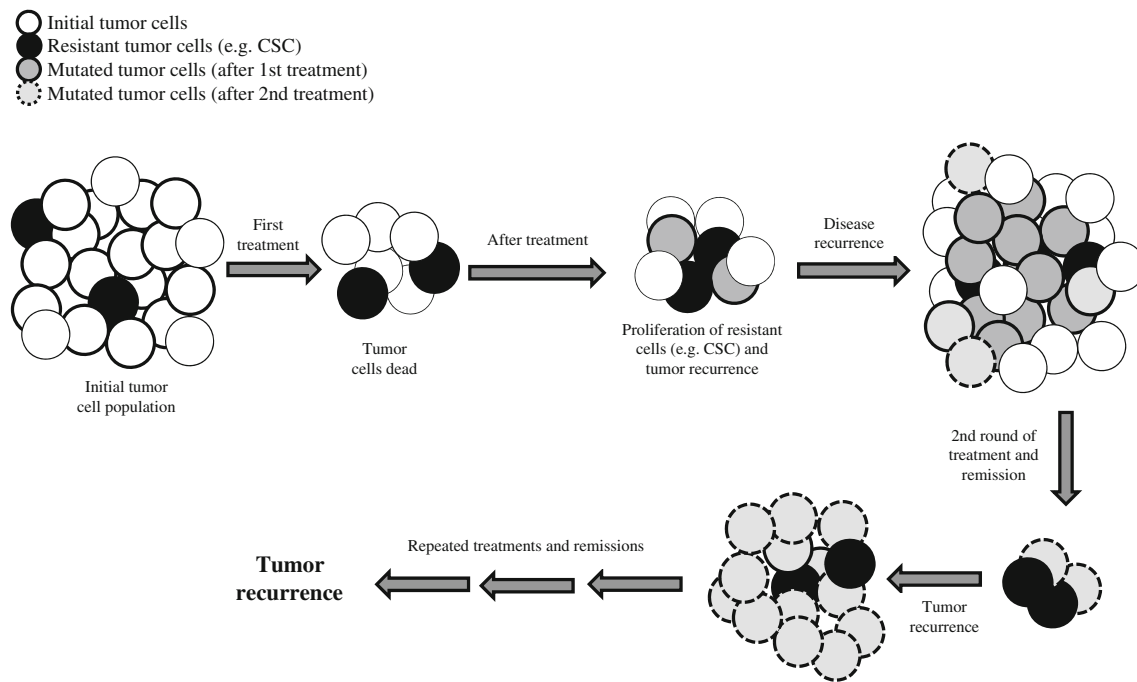 Initial tumor cells
Resistant tumor cells (e.g. CSC)
Mutated tumor cells (after 1st treatment)
Mutated tumor cells (after 2nd treatment)
First
treatment
After treatment
Disease
recurrence
Initial tumor
cell population
Tumor
cells dead
Proliferation of resistant
cells (e.g. CSC) and
tumor recurrence
2nd round of
treatment and
remission
Tumor
recurrence
Repeated treatments and remissions
Tumor
recurrence